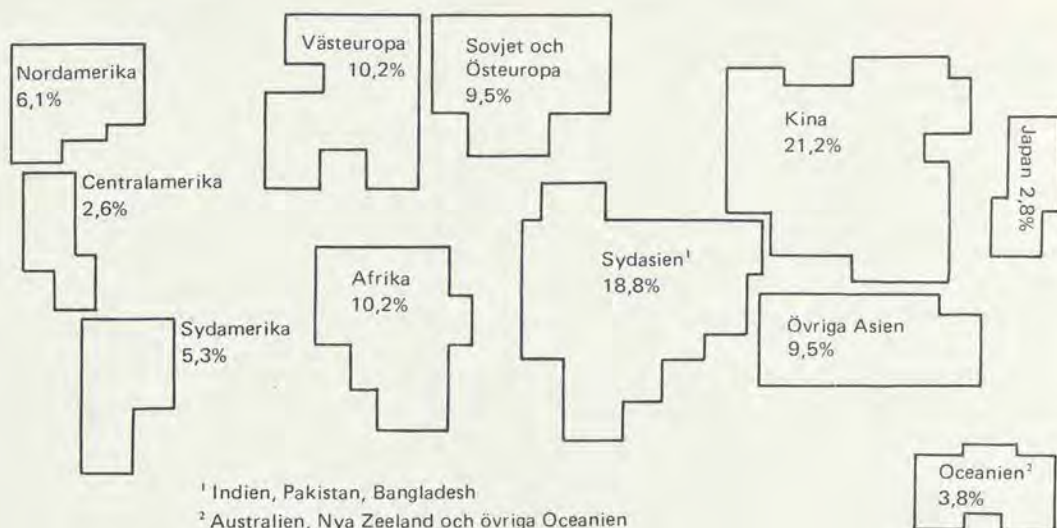 Nordamerika
6,1%
Västeuropa
10,2%
Sovjet och
Östeuropa
9,5%
Kina
21,2%
Japan 2,8%
Centralamerika
2,6%
Afrika
10,2%
Sydasien¹
18,8%
Övriga Asien
9,5%
Sydamerika
5,3%
Oceanien²
3,8%
¹ Indien, Pakistan, Bangladesh
² Australien, Nya Zeeland och övriga Oceanien